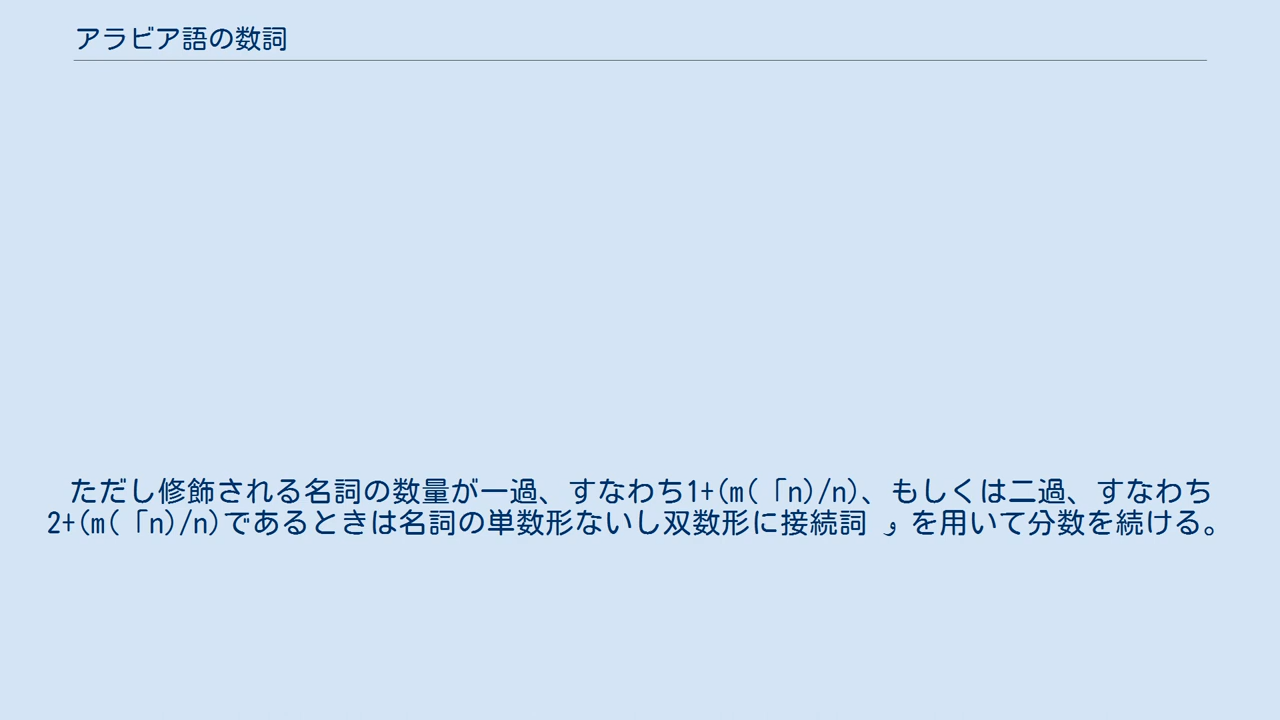 アラビア語の数詞
ただし修飾される名詞の数量が一過、すなわち1+(m(「n)/n)、もしくは二過、すなわち
2+(m(「n)/n)であるときは名詞の単数形ないし双数形に接続詞 و を用いて分数を続ける。